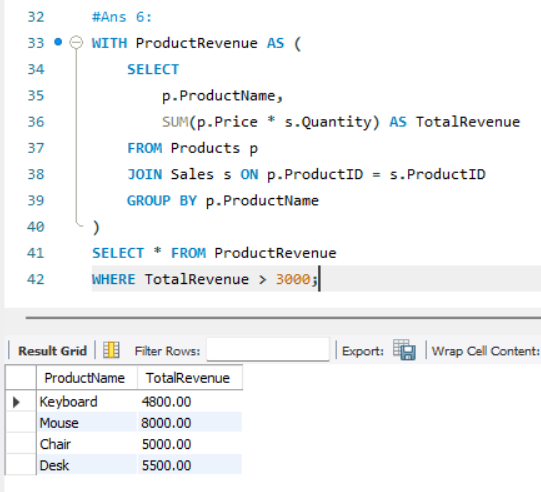 32 #Ans 6:
33 WITH ProductRevenue AS (
34 SELECT
35 p.ProductName,
36 SUM(p.Price * s.Quantity) AS TotalRevenue
37 FROM Products p
38 JOIN Sales s ON p.ProductID = s.ProductID
39 GROUP BY p.ProductName
40 )
41 SELECT * FROM ProductRevenue
42 WHERE TotalRevenue > 3000;
Result Grid Filter Rows: Export: Wrap Cell Content:
ProductName TotalRevenue
Keyboard 4800.00
Mouse 8000.00
Chair 5000.00
Desk 5500.00